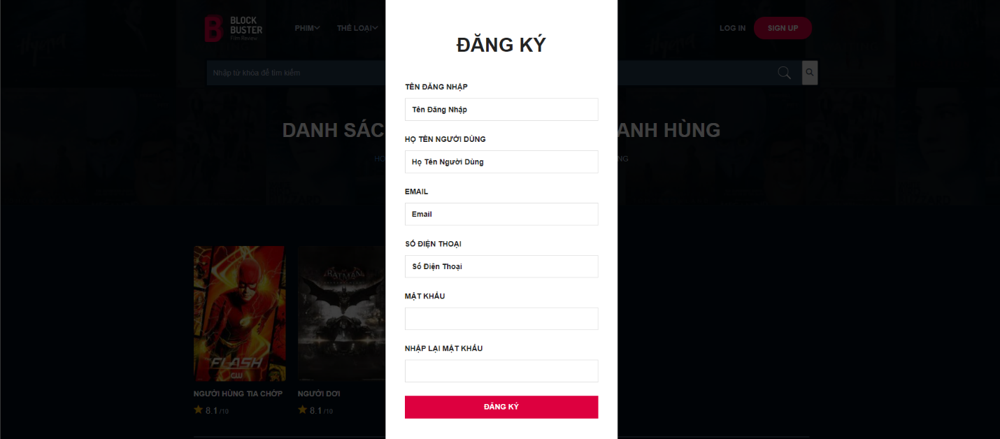 BLOCK
BUSTER
Film Review
PHIM
THỂ LOẠI
LOG IN
SIGN UP
Nhập từ khóa để tìm kiếm
DANH SÁC
ANH HÙNG
HO
NG
ĐĂNG KÝ
TÊN ĐĂNG NHẬP
Tên Đăng Nhập
HỌ TÊN NGƯỜI DÙNG
Họ Tên Người Dùng
EMAIL
Email
SỐ ĐIỆN THOẠI
Số Điện Thoại
MẬT KHẨU
NHẬP LẠI MẬT KHẨU
ĐĂNG KÝ
FLASH
CW
BATMAN
NGƯỜI HÙNG TIA CHỚP
8.1 /10
NGƯỜI DƠI
8.1 /10